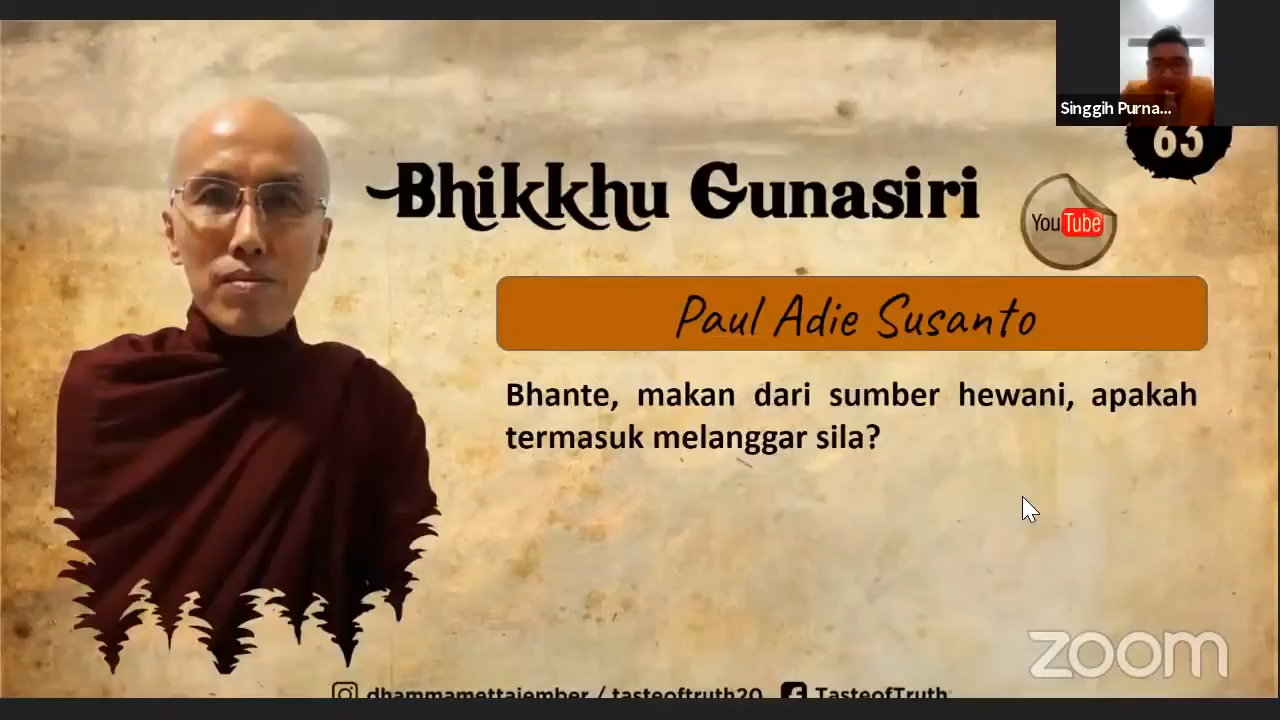 Singgih Purna...
63
Bhikkhu Gunasiri
YouTube
Paul Adie Susanto
Bhante, makan dari sumber hewani, apakah
termasuk melanggar sila?
zoom
dhammamettajember / tasteoftruth20 TasteofTruth